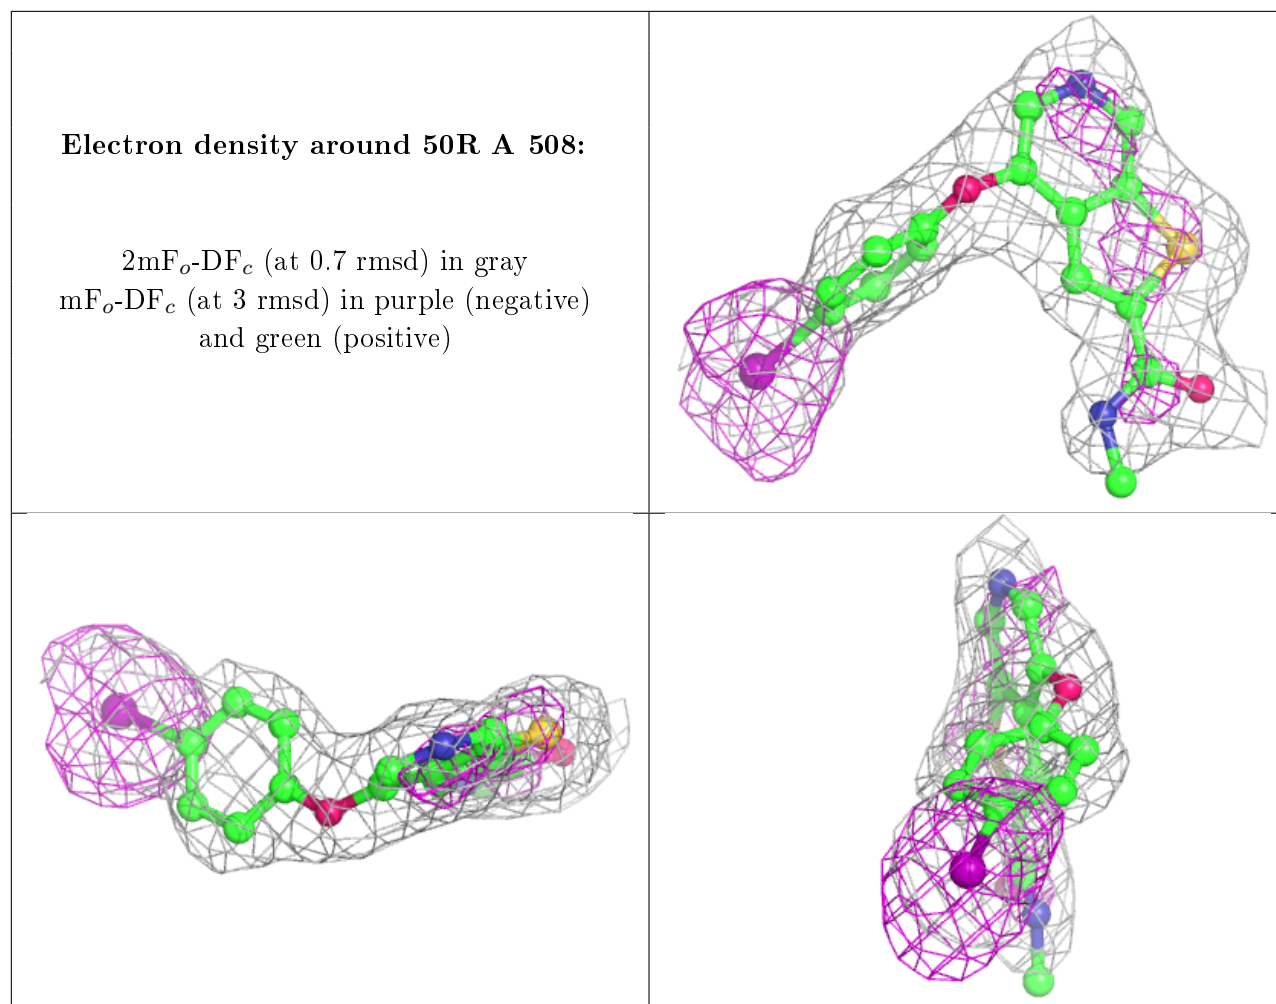 Electron density around 50R A 508:
2mFo-DFc (at 0.7 rmsd) in gray
mFo-DFc (at 3 rmsd) in purple (negative)
and green (positive)